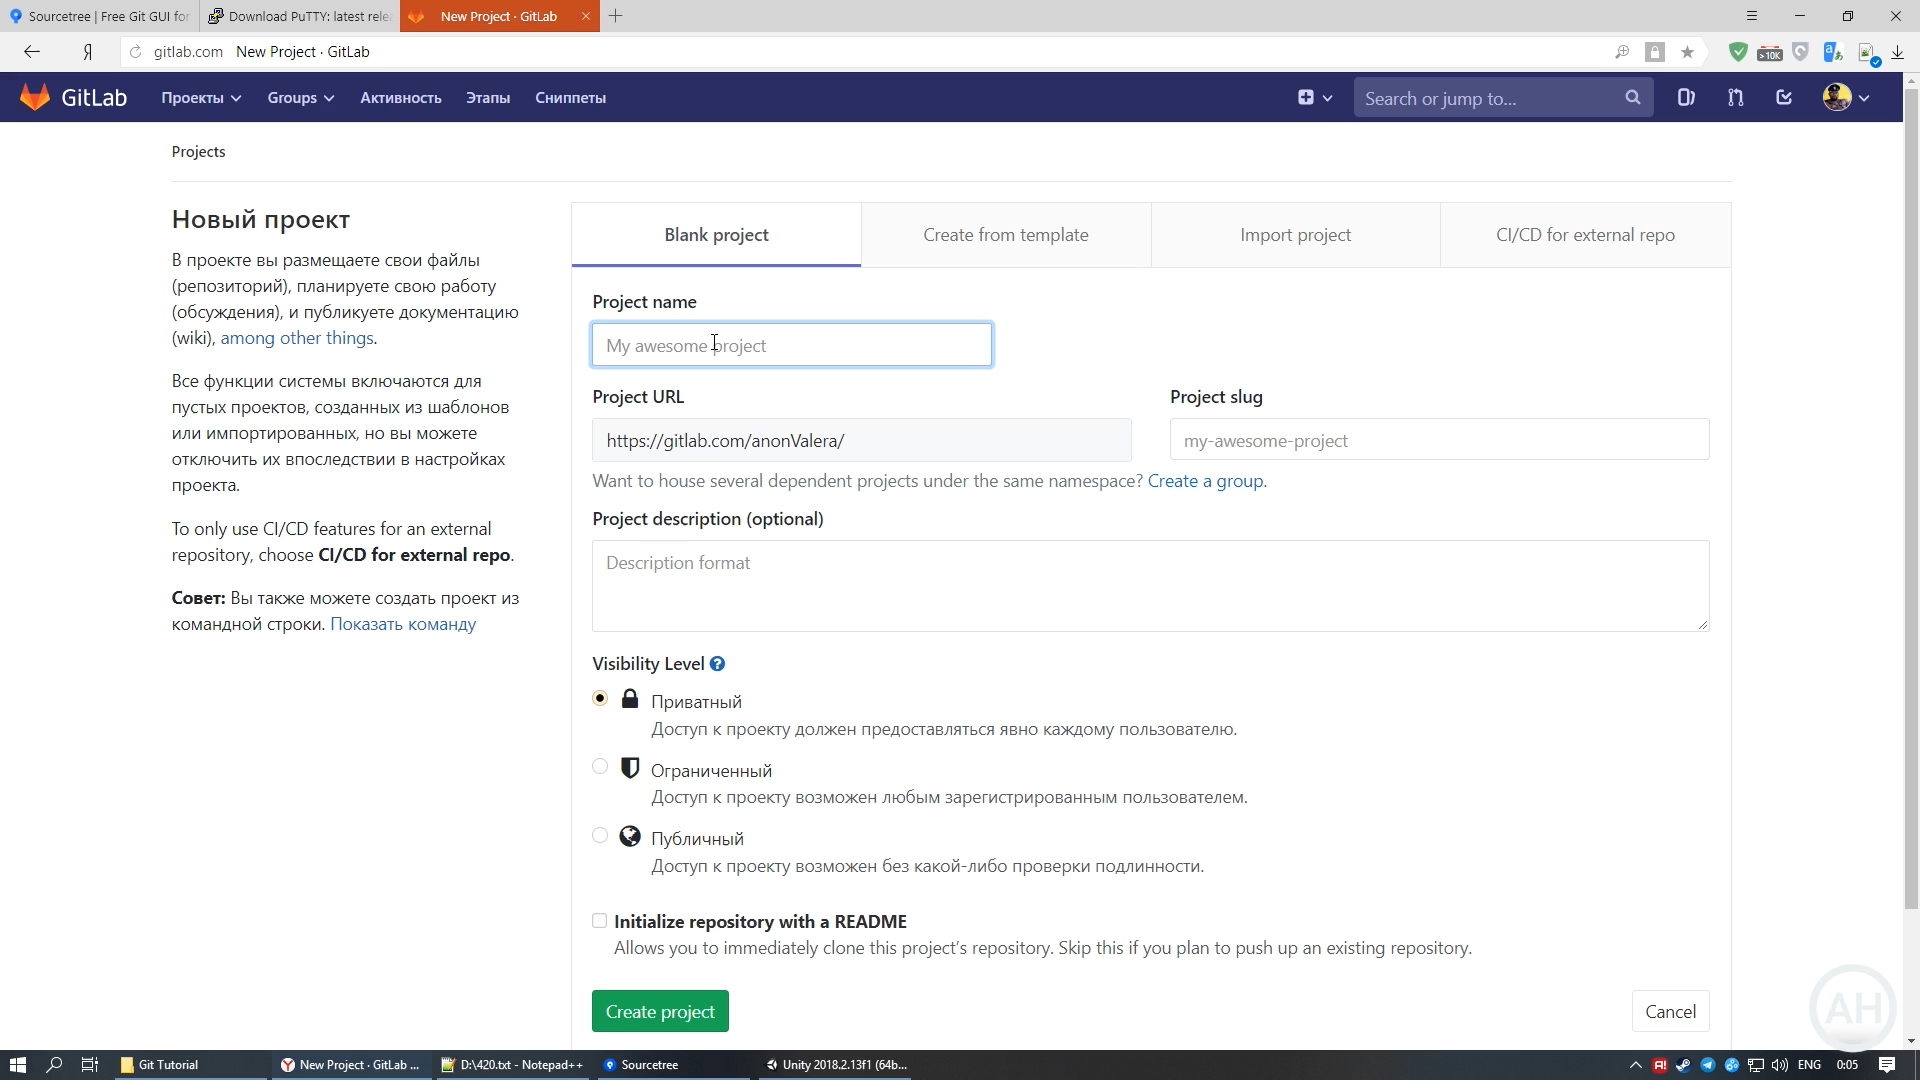 Sourcetree | Free Git GUI for
Download PuTTY: latest rele
New Project · GitLab
gitlab.com New Project · GitLab
>10K
GitLab
Проекты
Groups
Активность
Этапы
Сниппеты
Search or jump to...
Projects
Новый проект
В проекте вы размещаете свои файлы
(репозиторий), планируете свою работу
(обсуждения), и публикуете документацию
(wiki), among other things.
Все функции системы включаются для
пустых проектов, созданных из шаблонов
или импортированных, но вы можете
отключить их впоследствии в настройках
проекта.
To only use CI/CD features for an external
repository, choose CI/CD for external repo.
Совет: Вы также можете создать проект из
командной строки. Показать команду
Blank project
Create from template
Import project
CI/CD for external repo
Project name
My awesome project
Project URL
Project slug
https://gitlab.com/anonValera/
my-awesome-project
Want to house several dependent projects under the same namespace? Create a group.
Project description (optional)
Description format
Visibility Level
Приватный
Доступ к проекту должен предоставляться явно каждому пользователю.
Ограниченный
Доступ к проекту возможен любым зарегистрированным пользователем.
Публичный
Доступ к проекту возможен без какой-либо проверки подлинности.
Initialize repository with a README
Allows you to immediately clone this project's repository. Skip this if you plan to push up an existing repository.
Create project
Cancel
AH
Git Tutorial
New Project · GitLab ...
D:\420.txt - Notepad++
Sourcetree
Unity 2018.2.13f1 (64b...
ENG
0:05